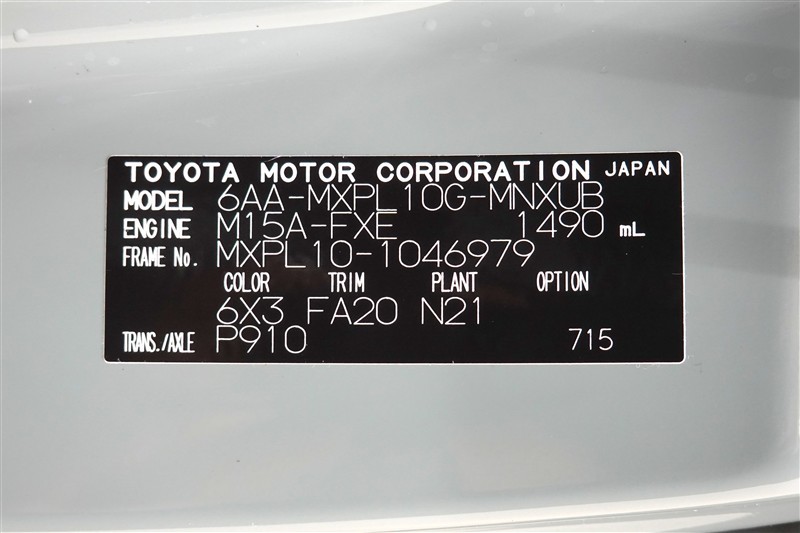 TOYOTA MOTOR CORPORATION JAPAN
MODEL 6AA-MXPL10G-MNXUB
ENGINE M15A-FXE 1490 mL
FRAME No. MXPL10-1046979
COLOR TRIM PLANT OPTION
6X3 FA20 N21
TRANS./AXLE P910 715